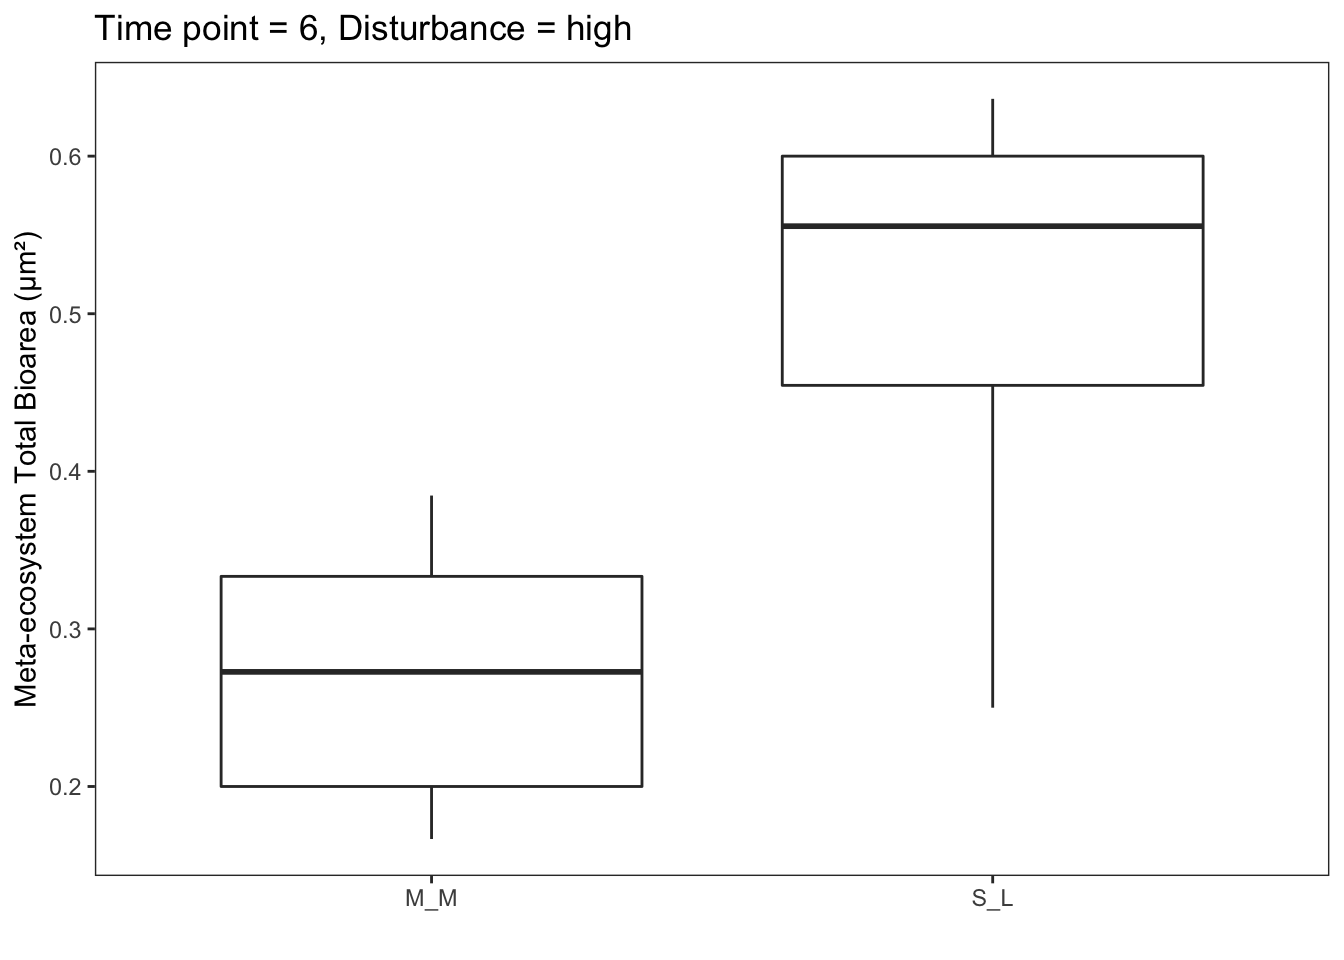 Time point = 6, Disturbance = high
Meta-ecosystem Total Bioarea (µm²)
0.6
0.5
0.4
0.3
0.2
M_M
S_L